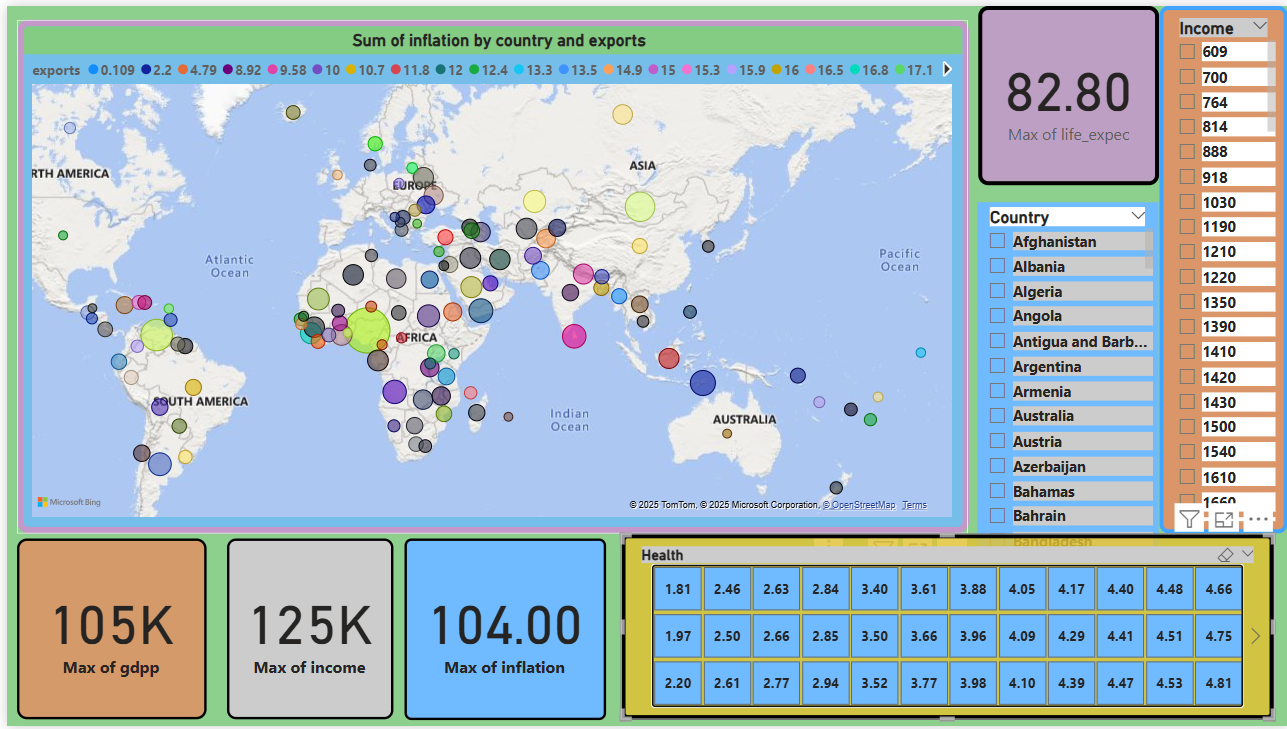 Sum of inflation by country and exports
exports 0.109 2.2 4.79 8.92 9.58 10 10.7 11.8 12 12.4 13.3 13.5 14.9 15 15.3 15.9 16 16.5 16.8 17.1
RTH AMERICA
EUROPE
ASIA
Atlantic
Ocean
Pacific
Ocean
AFRICA
SOUTH AMERICA
Indian
Ocean
AUSTRALIA
Microsoft Bing
© 2025 TomTom, © 2025 Microsoft Corporation, © OpenStreetMap Terms
82.80
Max of life_expec
Country
Afghanistan
Albania
Algeria
Angola
Antigua and Barb...
Argentina
Armenia
Australia
Austria
Azerbaijan
Bahamas
Bahrain
Bangladesh
Income
609
700
764
814
888
918
1030
1190
1210
1220
1350
1390
1410
1420
1430
1500
1540
1610
1660
105K
Max of gdpp
125K
Max of income
104.00
Max of inflation
Health
1.81 2.46 2.63 2.84 3.40 3.61 3.88 4.05 4.17 4.40 4.48 4.66
1.97 2.50 2.66 2.85 3.50 3.66 3.96 4.09 4.29 4.41 4.51 4.75
2.20 2.61 2.77 2.94 3.52 3.77 3.98 4.10 4.39 4.47 4.53 4.81